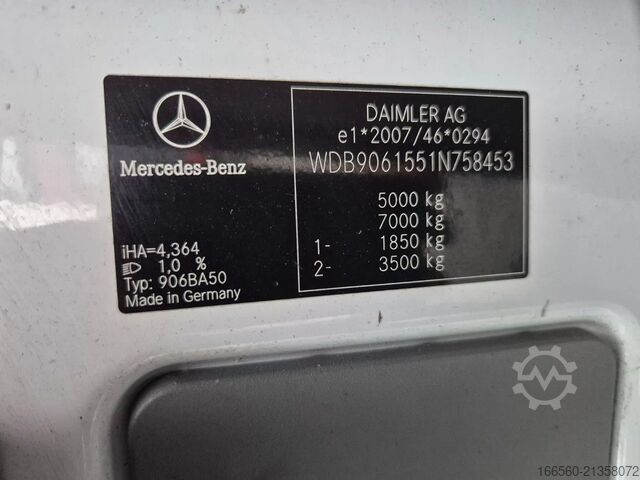 Mercedes-Benz
iHA=4,364
1,0 %
Typ: 906BA50
Made in Germany
DAIMLER AG
e1*2007/46*0294
WDB9061551N758453
5000 kg
7000 kg
1- 1850 kg
2- 3500 kg
166560-21358072